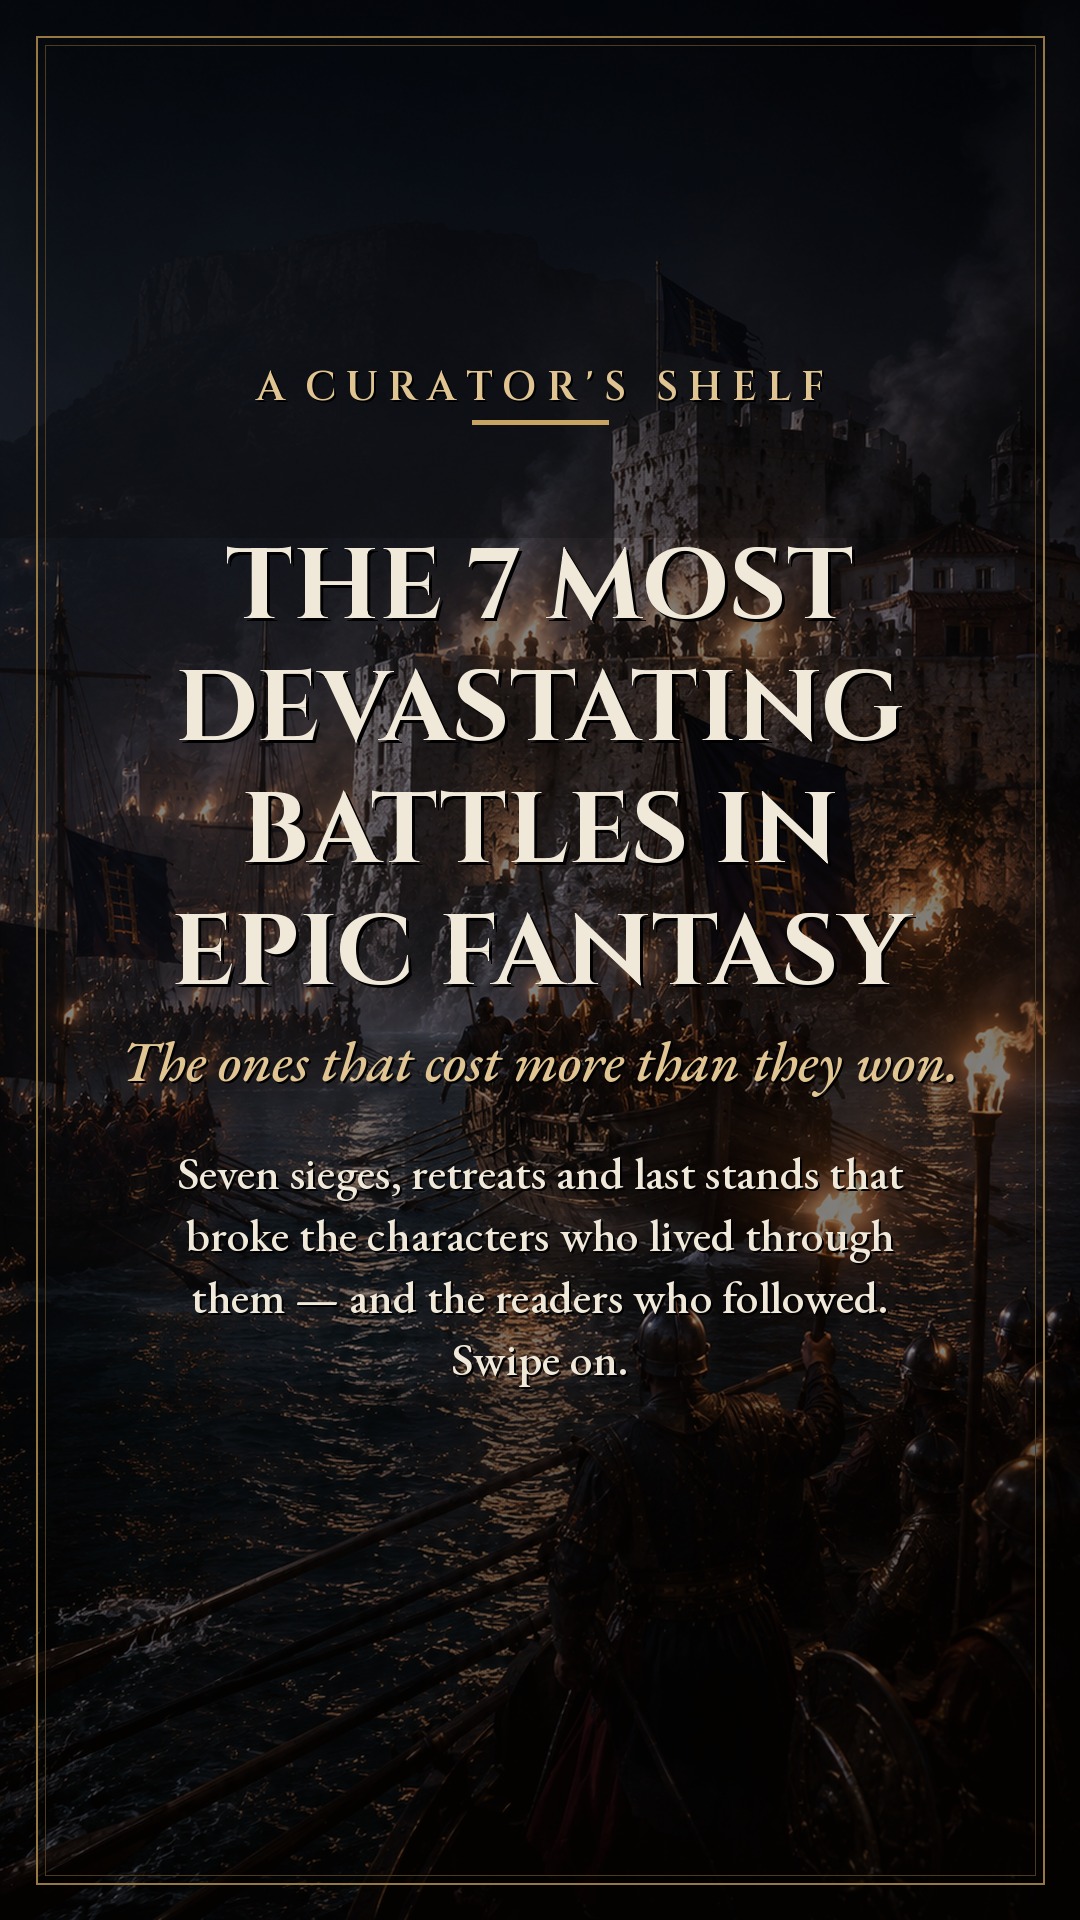 A CURATOR'S SHELF
THE 7 MOST
DEVASTATING
BATTLES IN
EPIC FANTASY
The ones that cost more than they won.
Seven sieges, retreats and last stands that
broke the characters who lived through
them — and the readers who followed.
Swipe on.